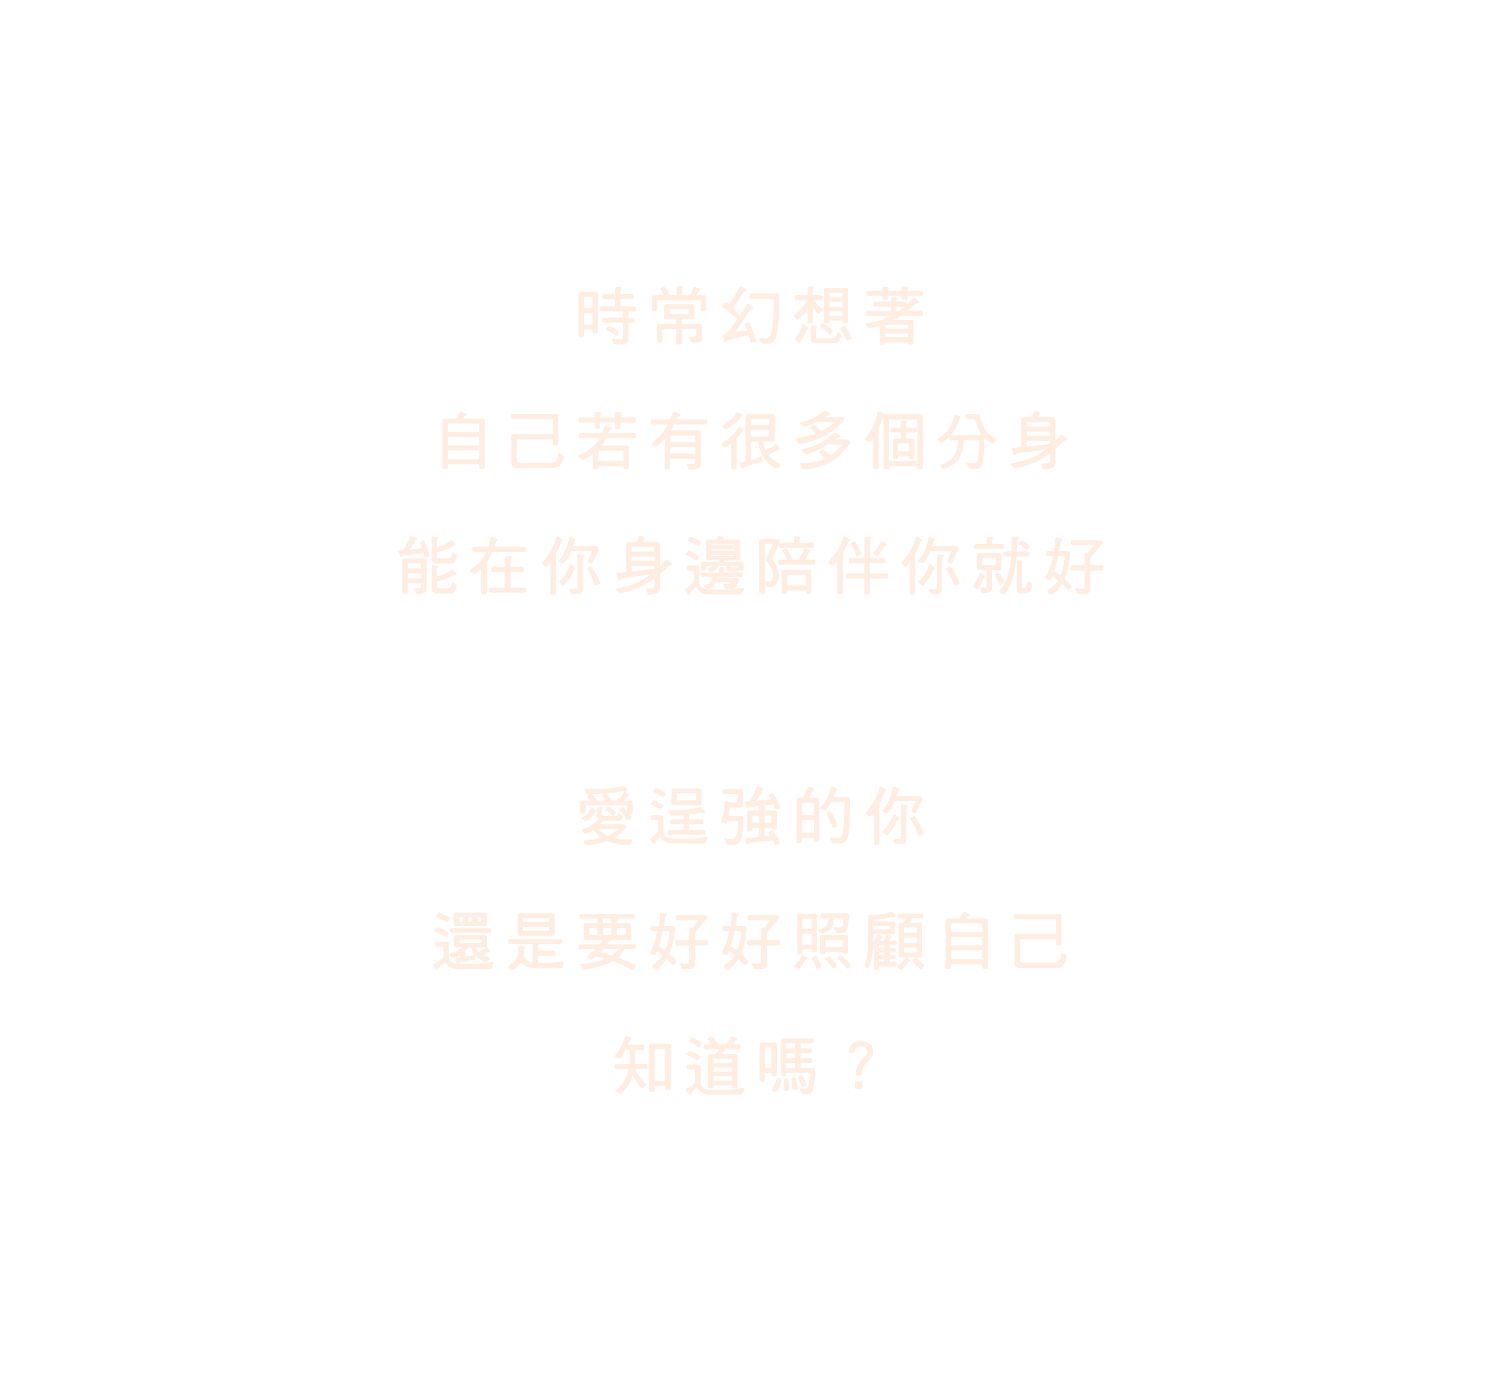 時常幻想著
自己若有很多個分身
能在你身邊陪伴你就好
愛逞強的你
還是要好好照顧自己
知道嗎？